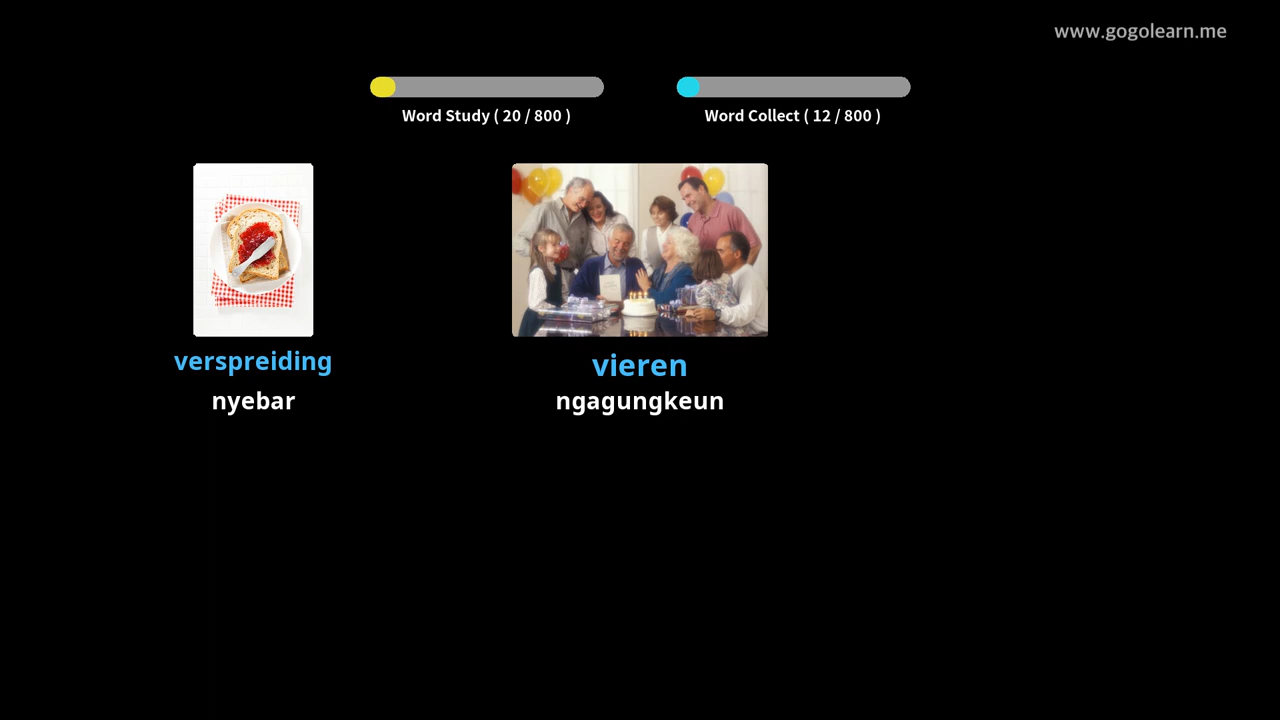 www.gogolearn.me
Word Study ( 20 / 800 )
Word Collect ( 12 / 800 )
verspreiding
nyebar
vieren
ngagungkeun